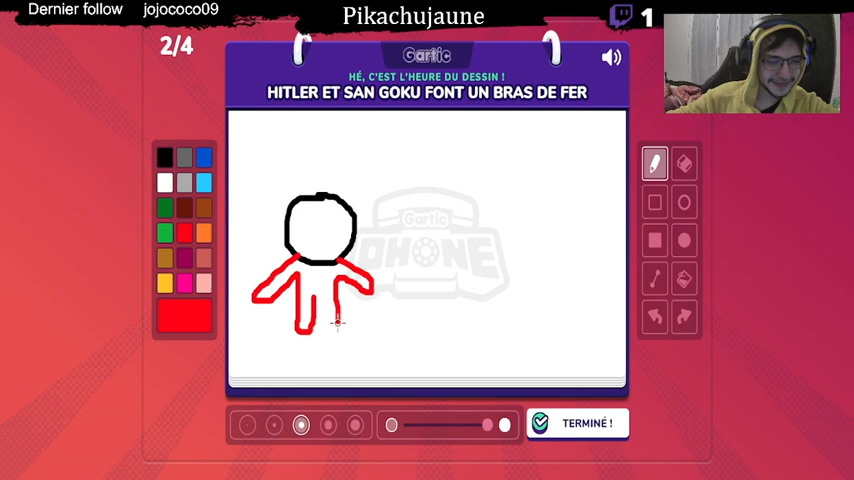 Dernier follow
jojococo09
Pikachujaune
1
2/4
Gartic
HÉ, C'EST L'HEURE DU DESSIN !
HITLER ET SAN GOKU FONT UN BRAS DE FER
Gartic
PHONE
TERMINÉ !